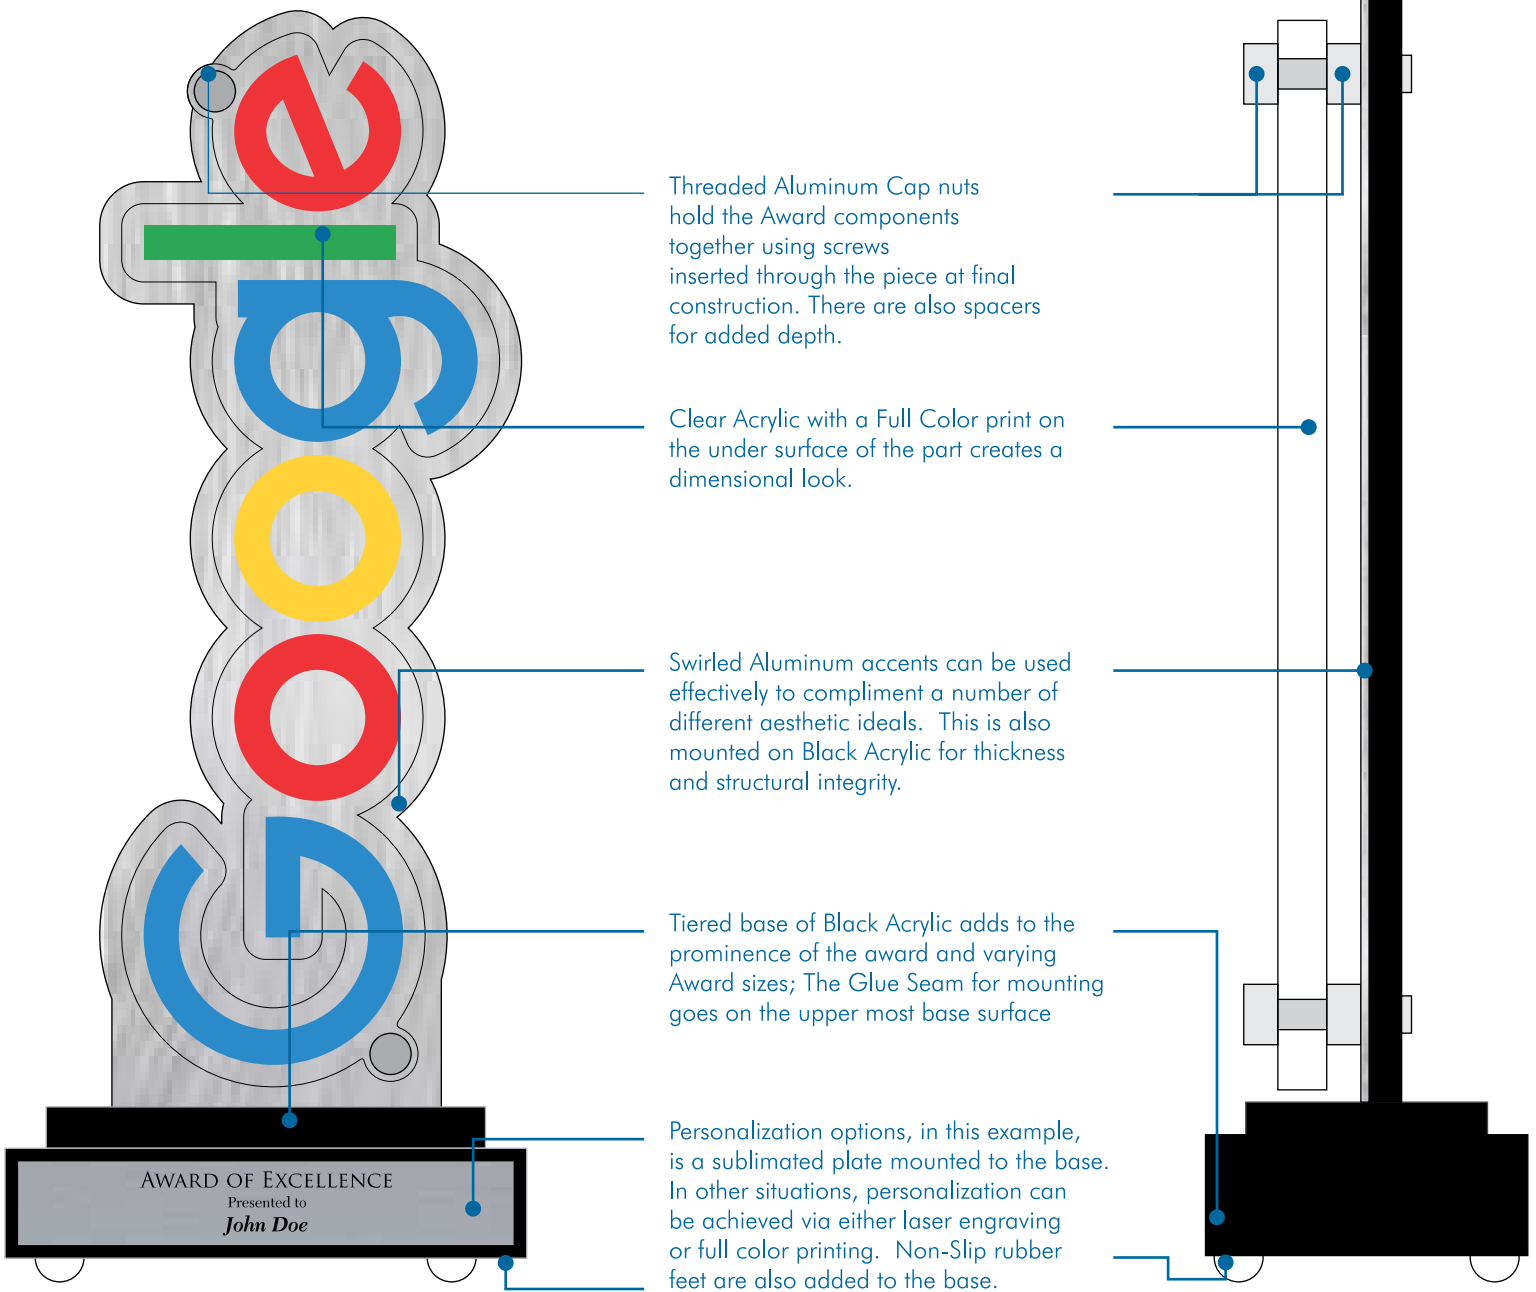 Google
Threaded Aluminum Cap nuts
hold the Award components
together using screws
inserted through the piece at final
construction. There are also spacers
for added depth.
Clear Acrylic with a Full Color print on
the under surface of the part creates a
dimensional look.
Swirled Aluminum accents can be used
effectively to compliment a number of
different aesthetic ideals.  This is also
mounted on Black Acrylic for thickness
and structural integrity.
Tiered base of Black Acrylic adds to the
prominence of the award and varying
Award sizes; The Glue Seam for mounting
goes on the upper most base surface
Personalization options, in this example,
is a sublimated plate mounted to the base.
In other situations, personalization can
be achieved via either laser engraving
or full color printing.  Non-Slip rubber
feet are also added to the base.
AWARD OF EXCELLENCE
Presented to
John Doe